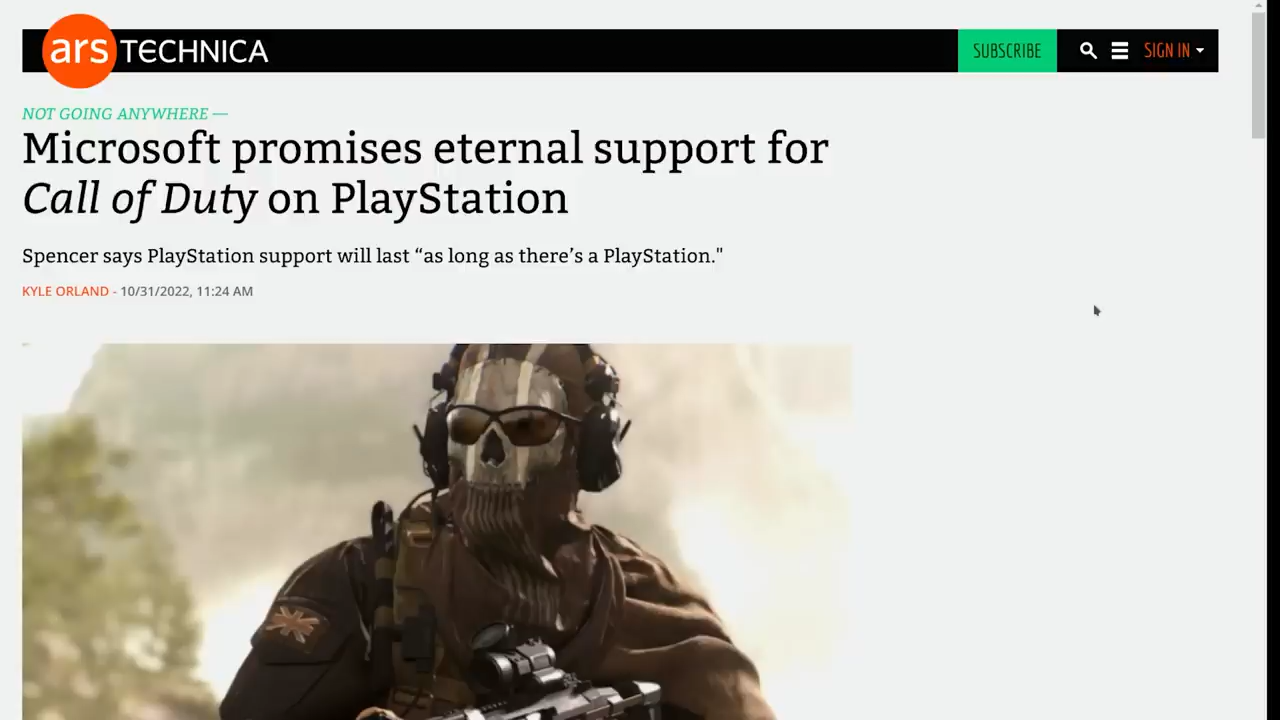 ars TECHNICA
SUBSCRIBE
SIGN IN
NOT GOING ANYWHERE —
Microsoft promises eternal support for
Call of Duty on PlayStation
Spencer says PlayStation support will last “as long as there’s a PlayStation."
KYLE ORLAND - 10/31/2022, 11:24 AM